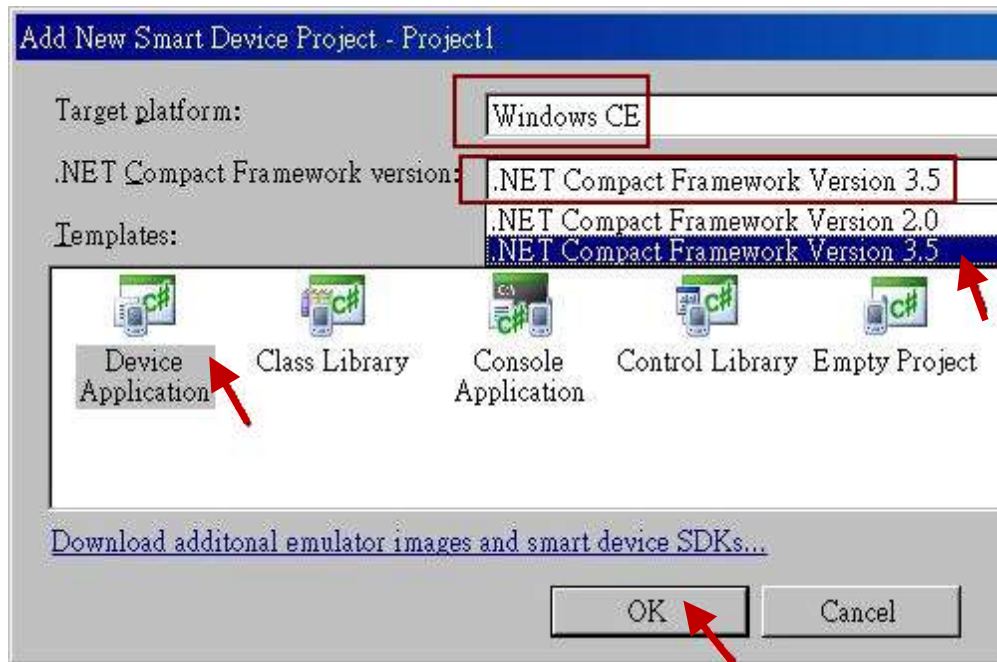 Add New Smart Device Project - Project1
Target platform:
Windows CE
.NET Compact Framework version:
.NET Compact Framework Version 3.5
.NET Compact Framework Version 2.0
.NET Compact Framework Version 3.5
Templates:
Device
Application
Class Library
Console
Application
Control Library
Empty Project
Download additonal emulator images and smart device SDKs...
OK
Cancel